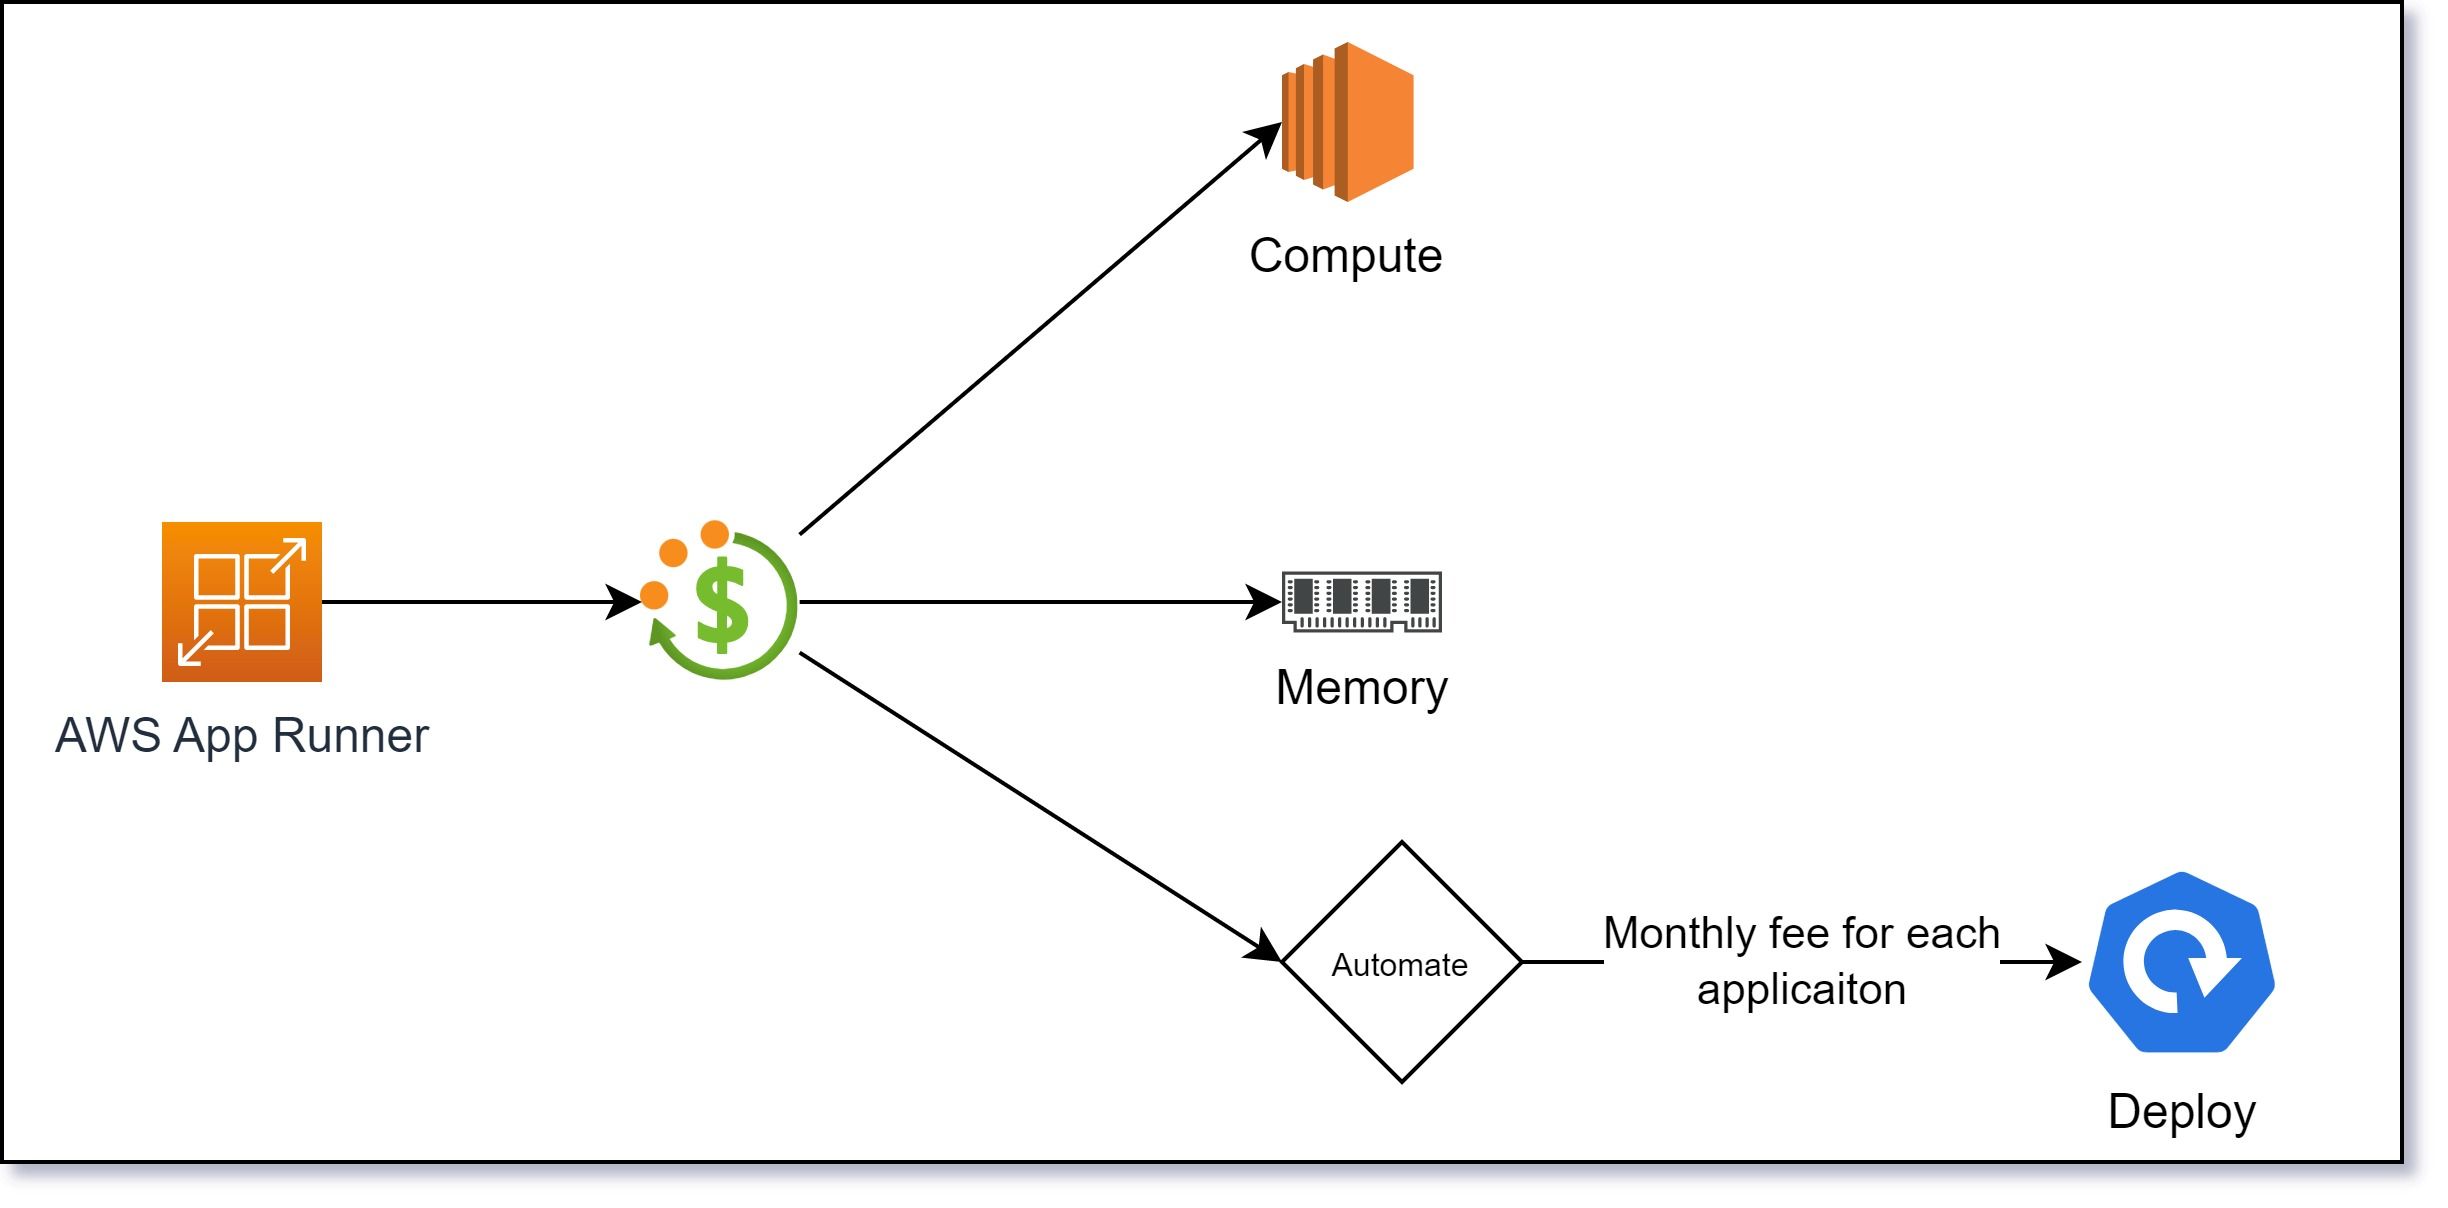 Compute
AWS App Runner
Memory
Automate
Monthly fee for each
applicaiton
Deploy